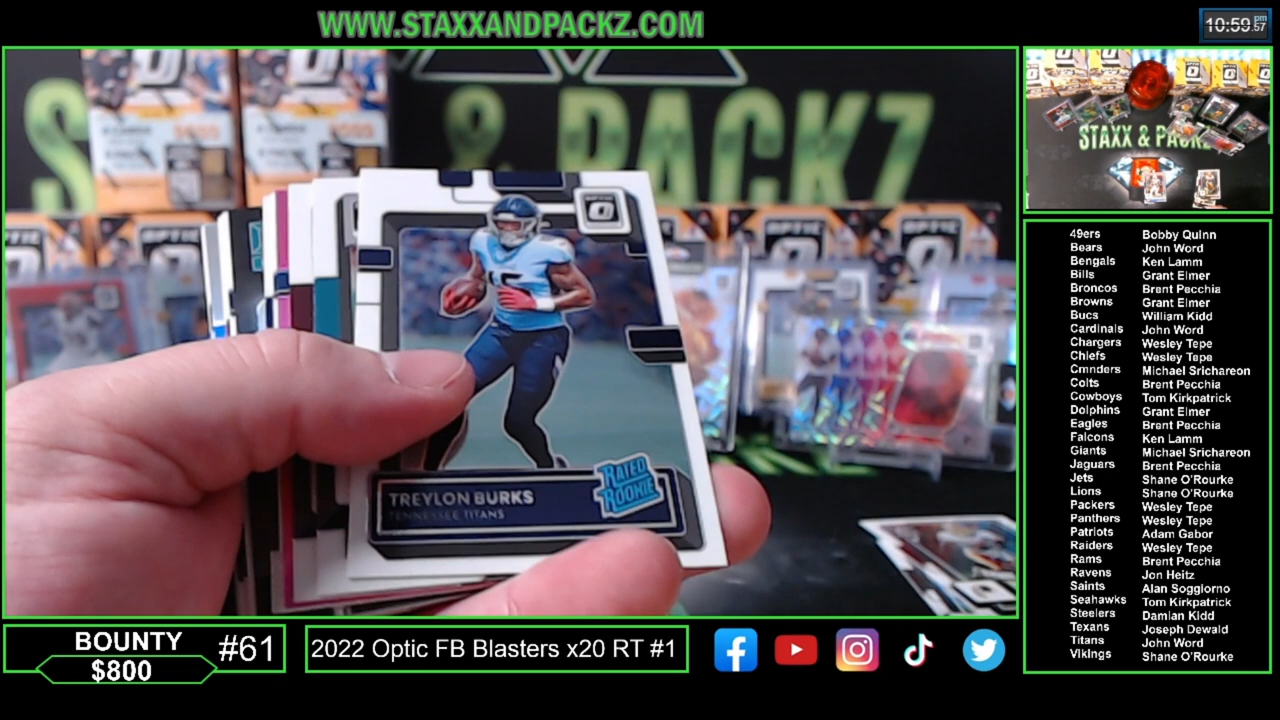 WWW.STAXXANDPACKZ.COM
10:59 pm 57
& PACKZ
TREYLON BURKS
TENNESSEE TITANS
RATED ROOKIE
STAXX & PACKZ
49ers Bobby Quinn
Bears John Word
Bengals Ken Lamm
Bills Grant Elmer
Broncos Brent Pecchia
Browns Grant Elmer
Bucs William Kidd
Cardinals John Word
Chargers Wesley Tepe
Chiefs Wesley Tepe
Cmnders Michael Srichareon
Colts Brent Pecchia
Cowboys Tom Kirkpatrick
Dolphins Grant Elmer
Eagles Brent Pecchia
Falcons Ken Lamm
Giants Michael Srichareon
Jaguars Brent Pecchia
Jets Shane O'Rourke
Lions Shane O'Rourke
Packers Wesley Tepe
Panthers Wesley Tepe
Patriots Adam Gabor
Raiders Wesley Tepe
Rams Brent Pecchia
Ravens Jon Heitz
Saints Alan Soggiorno
Seahawks Tom Kirkpatrick
Steelers Damian Kidd
Texans Joseph Dewald
Titans John Word
Vikings Shane O'Rourke
BOUNTY
$800
#61
2022 Optic FB Blasters x20 RT #1